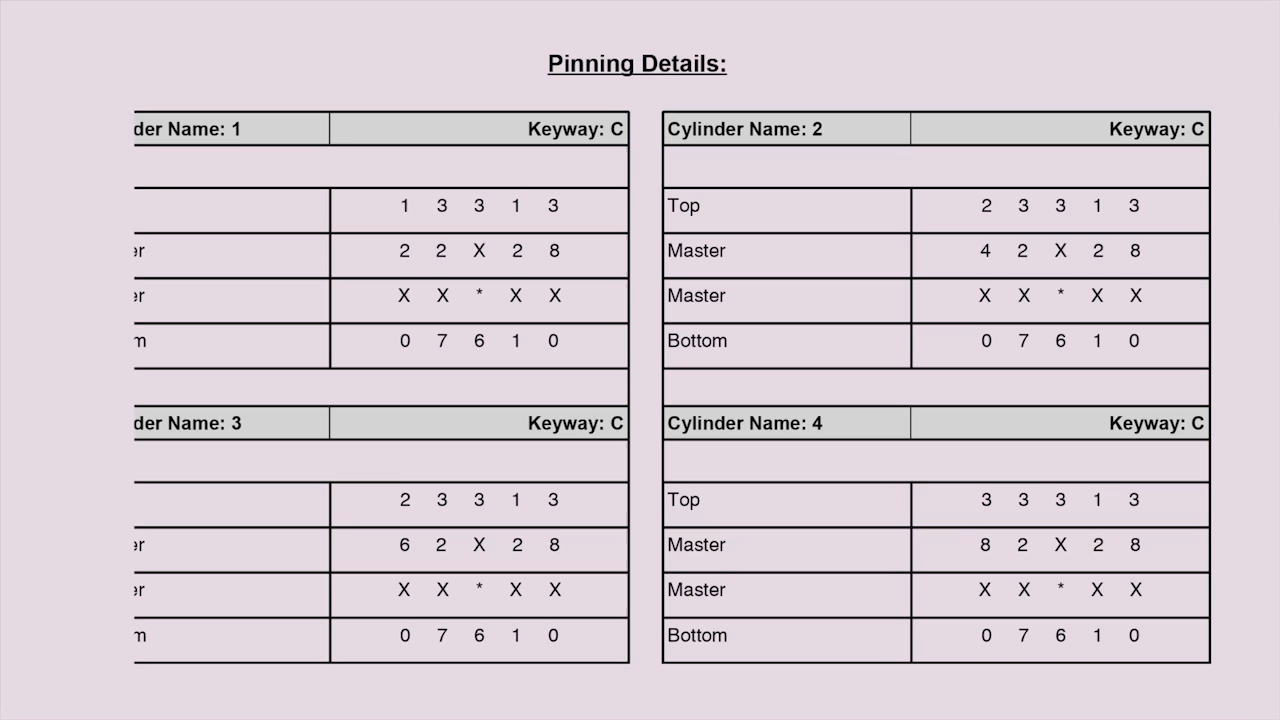 Pinning Details:
der Name: 1 Keyway: C
1 3 3 1 3
er 2 2 X 2 8
er X X * X X
m 0 7 6 1 0
Cylinder Name: 2 Keyway: C
Top 2 3 3 1 3
Master 4 2 X 2 8
Master X X * X X
Bottom 0 7 6 1 0
der Name: 3 Keyway: C
2 3 3 1 3
er 6 2 X 2 8
er X X * X X
m 0 7 6 1 0
Cylinder Name: 4 Keyway: C
Top 3 3 3 1 3
Master 8 2 X 2 8
Master X X * X X
Bottom 0 7 6 1 0